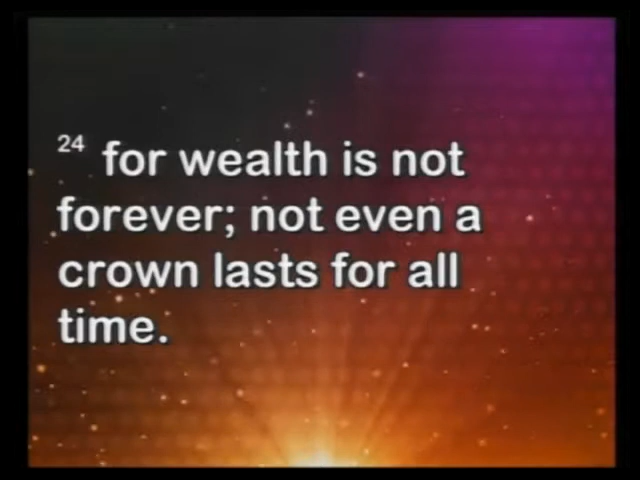 24 for wealth is not
forever; not even a
crown lasts for all
time.